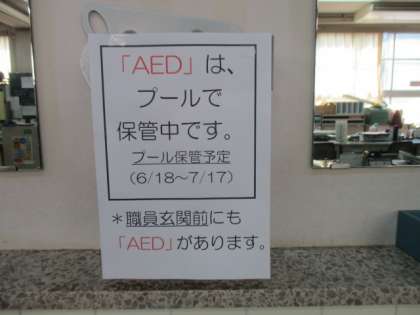 「AED」は、
プールで
保管中です。
プール保管予定
（6/18～7/17）
＊職員玄関前にも
「AED」があります。